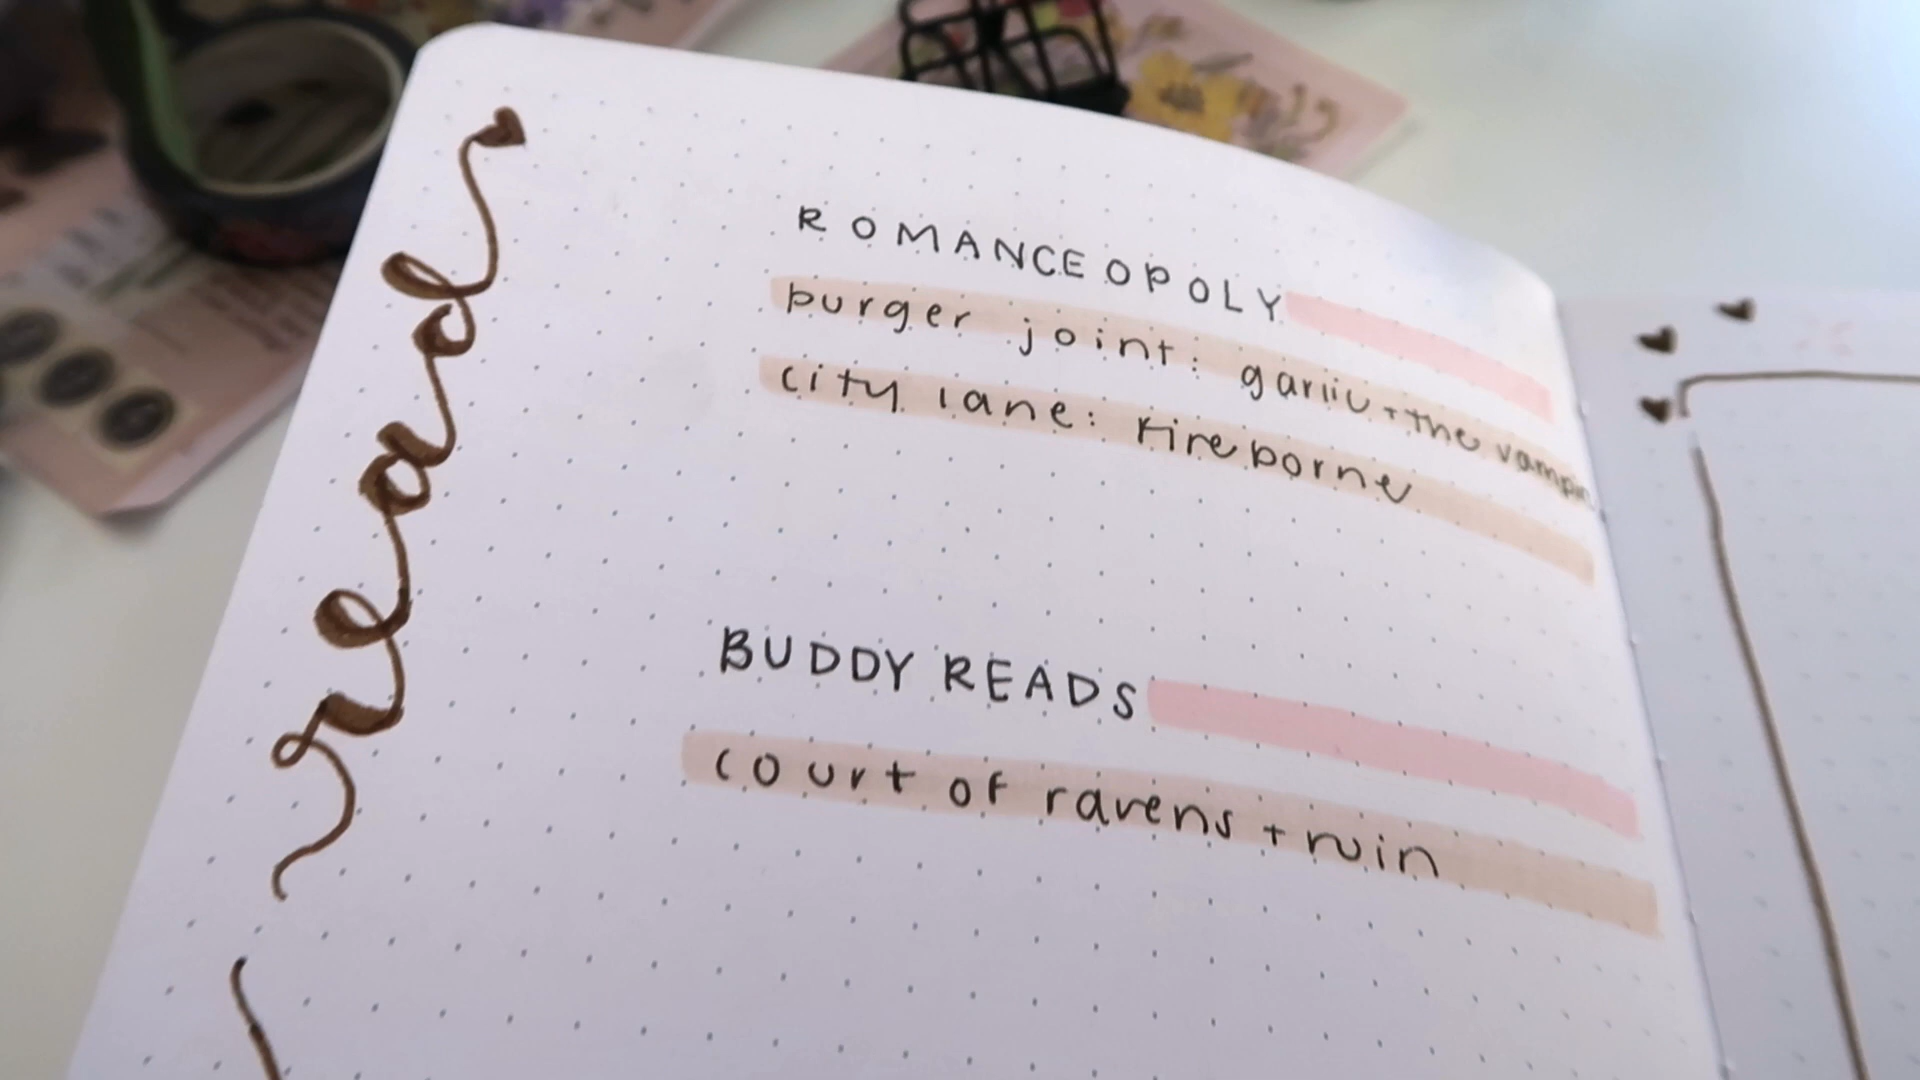 read
ROMANCEOPOLY
burger joint: garlic + the vampire
city lane: fireborne
BUDDY READS
court of ravens + ruin